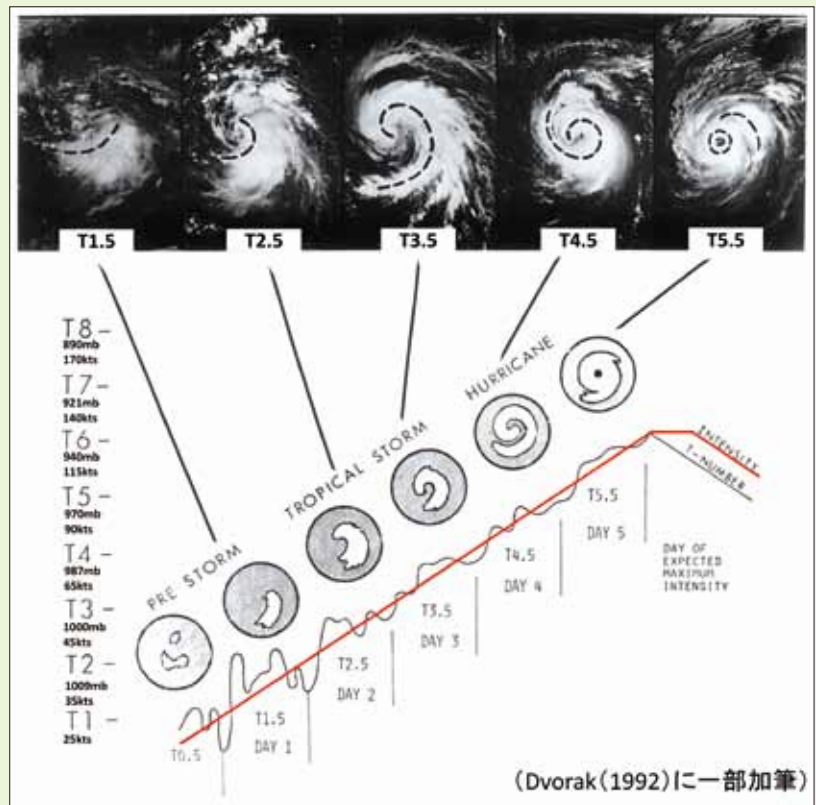 T1.5
T2.5
T3.5
T4.5
T5.5
T8
890mb
170kts
T7
921mb
140kts
T6
940mb
115kts
T5
970mb
90kts
T4
987mb
65kts
T3
1000mb
45kts
T2
1009mb
35kts
T1
25kts
PRE STORM
TROPICAL STORM
HURRICANE
INTENSITY
T-NUMBER
T0.5
T1.5
DAY 1
T2.5
DAY 2
T3.5
DAY 3
T4.5
DAY 4
T5.5
DAY 5
DAY OF
EXPECTED
MAXIMUM
INTENSITY
(Dvorak(1992)に一部加筆)